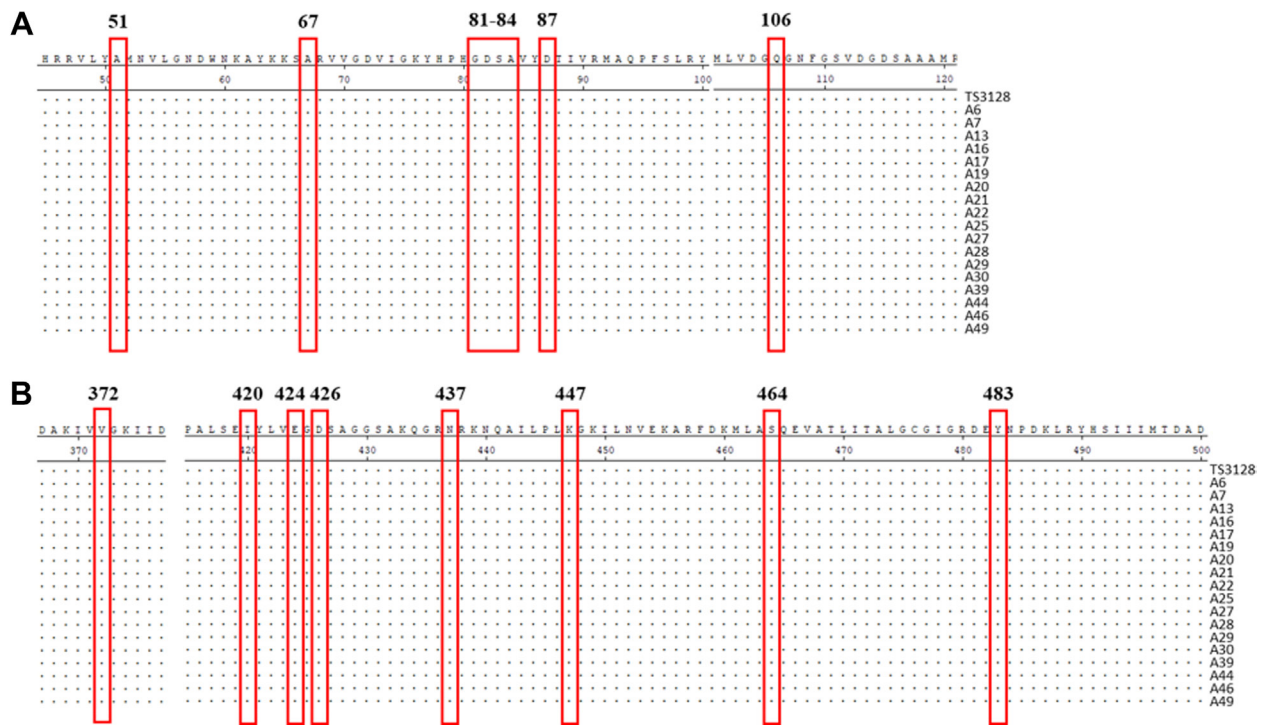 A
51 67 81-84 87 106
H R R V L Y A M N V L G N D W N K A Y K K S A R V V G D V I G K Y H P H G D S A V Y D T I V R M A Q P F S L R Y M L V D G Q G N F G S V D G D S A A A M R
50 60 70 80 90 100 110 120
TS3128
A6
A7
A13
A16
A17
A19
A20
A21
A22
A25
A27
A28
A29
A30
A39
A44
A46
A49
B
372 420 424 426 437 447 464 483
D A K I V V G K I I D P A L S E I Y L V E G D S A G G S A K Q G R N R K N Q A I L P L K G K I L N V E K A R F D K M L A S Q E V A T L I T A L G C G I G R D E Y N P D K L R Y H S I I I M T D A D
370 420 430 440 450 460 470 480 490 500
TS3128
A6
A7
A13
A16
A17
A19
A20
A21
A22
A25
A27
A28
A29
A30
A39
A44
A46
A49